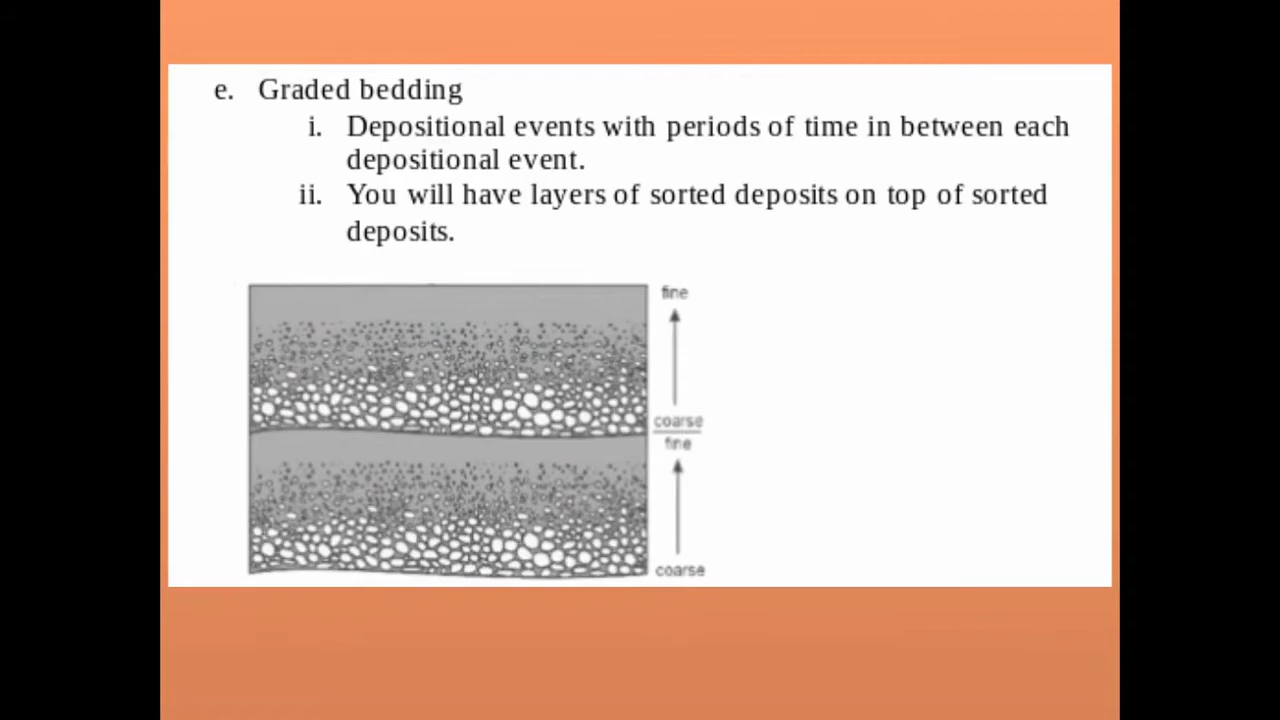 e. Graded bedding
i. Depositional events with periods of time in between each
depositional event.
ii. You will have layers of sorted deposits on top of sorted
deposits.
fine
coarse
fine
coarse